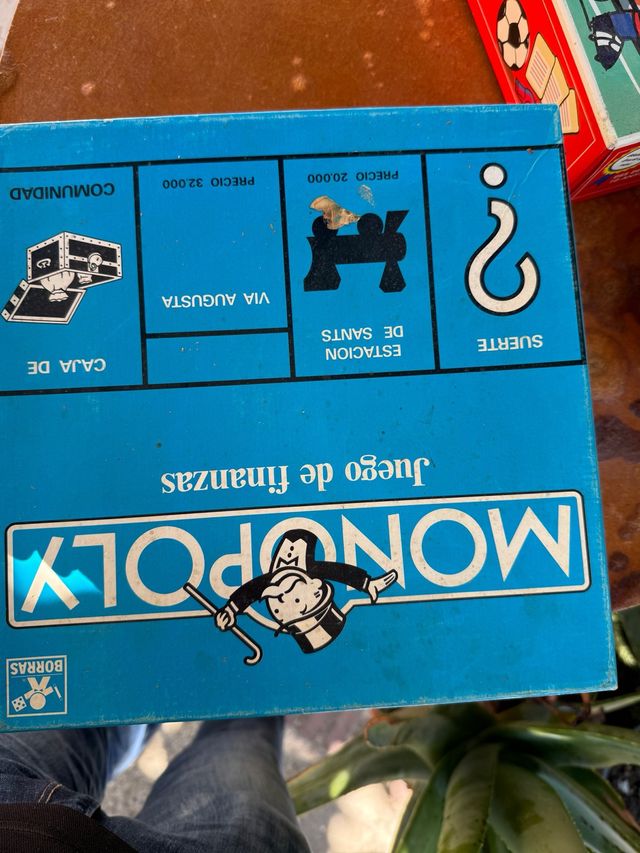 BORRAS
MONOPOLY
Juego de finanzas
SUERTE
?
ESTACION
DE SANTS
PRECIO 20.000
VIA AUGUSTA
PRECIO 32.000
CAJA DE
COMUNIDAD